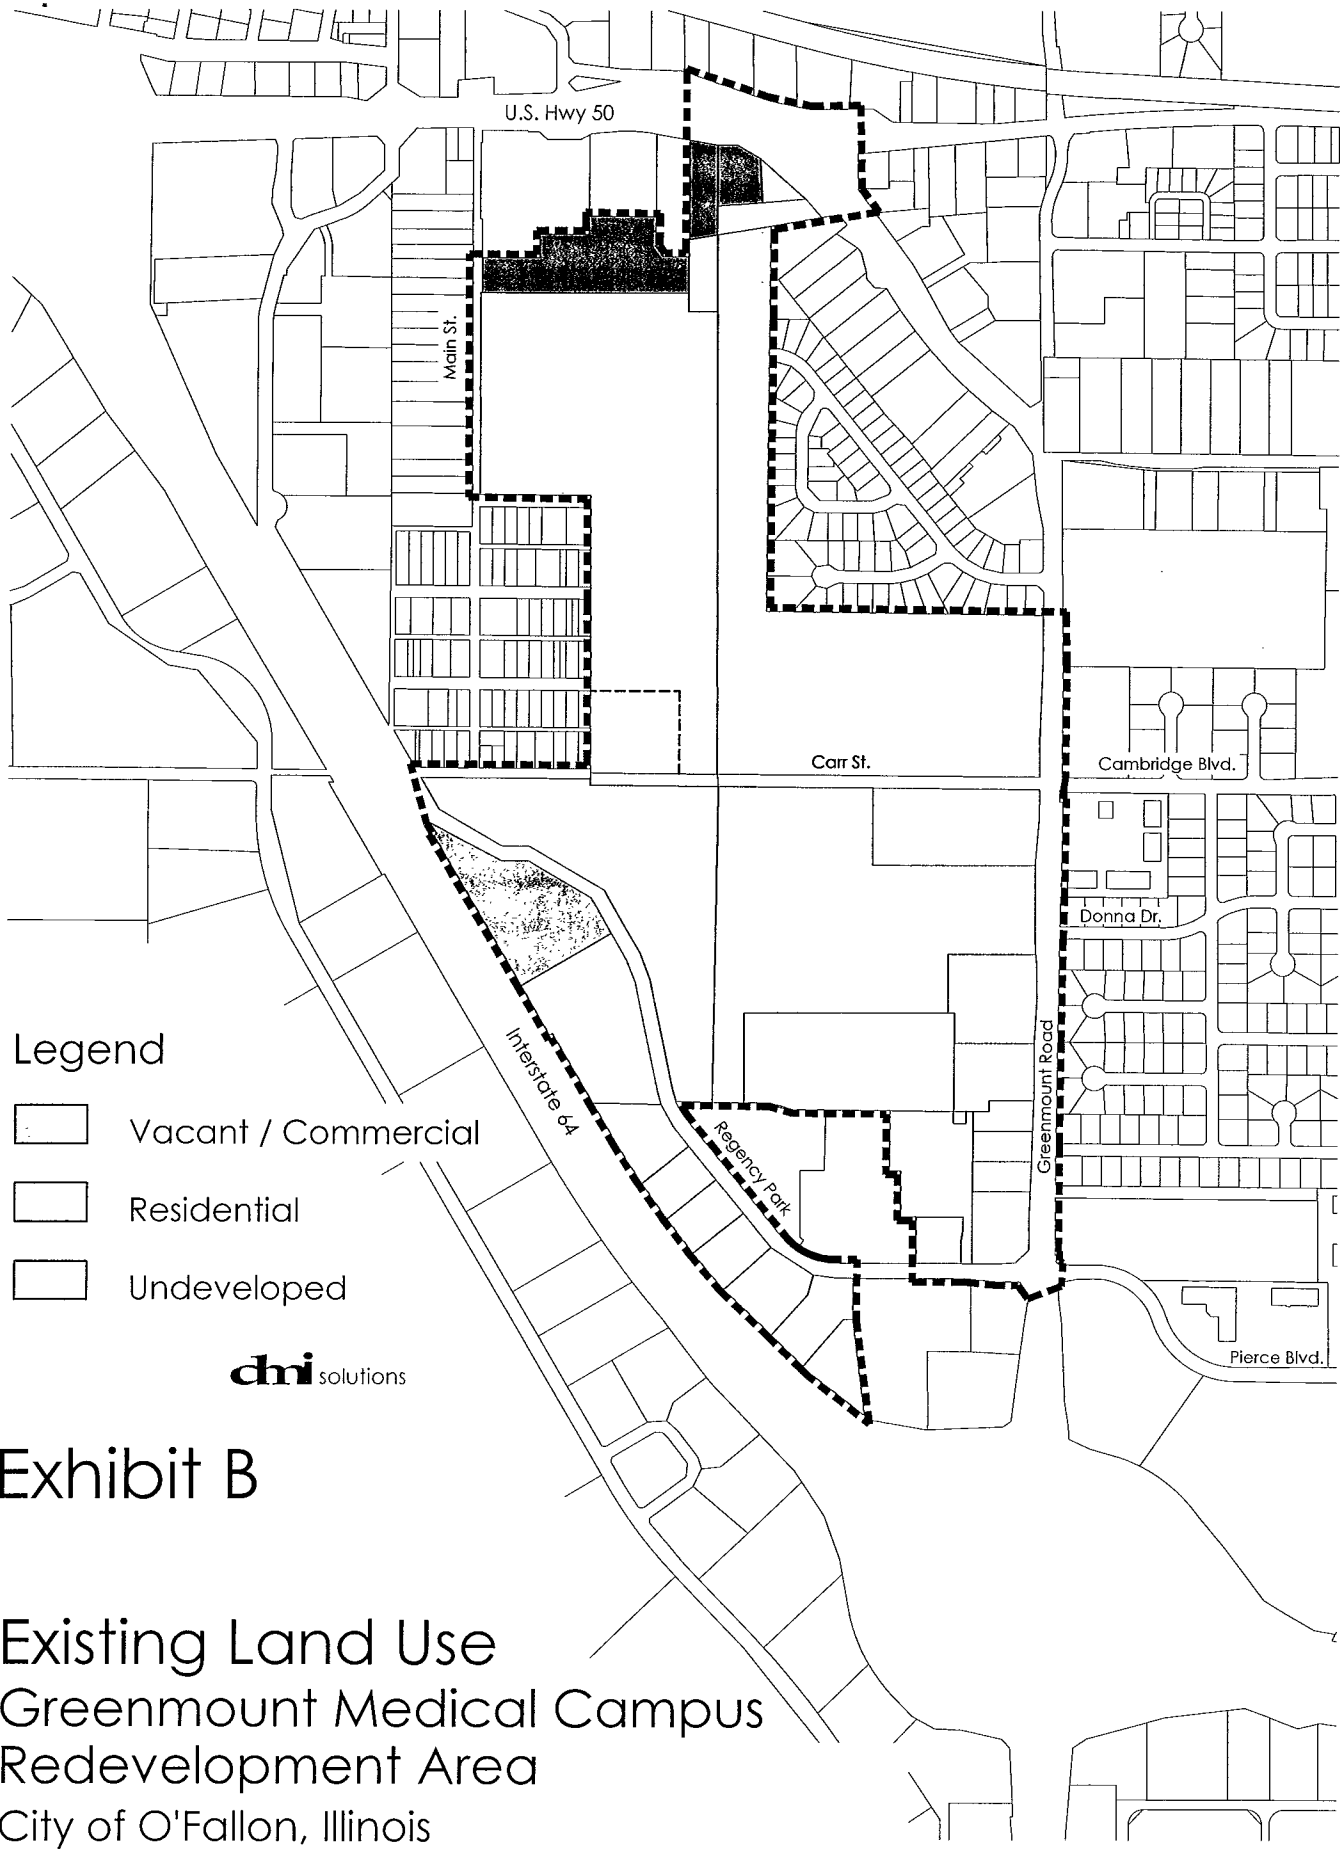 U.S. Hwy 50
Main St.
Carr St.
Cambridge Blvd.
Donna Dr.
Interstate 64
Greenmount Road
Regency Park
Pierce Blvd.
Legend
Vacant / Commercial
Residential
Undeveloped
dmi solutions
Exhibit B
Existing Land Use
Greenmount Medical Campus
Redevelopment Area
City of O'Fallon, Illinois